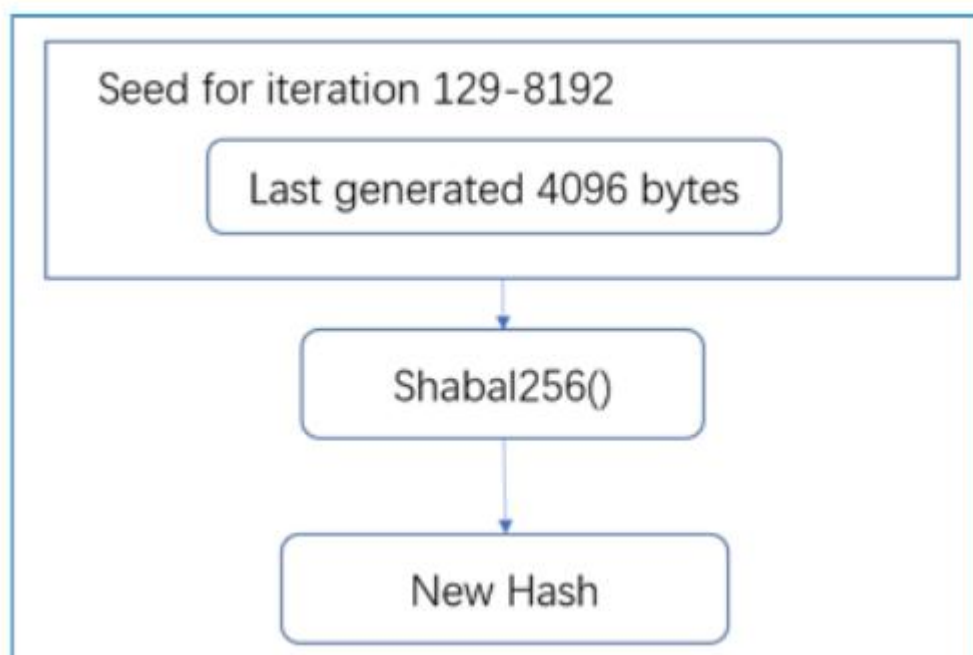 Seed for iteration 129-8192
Last generated 4096 bytes
Shabal256()
New Hash